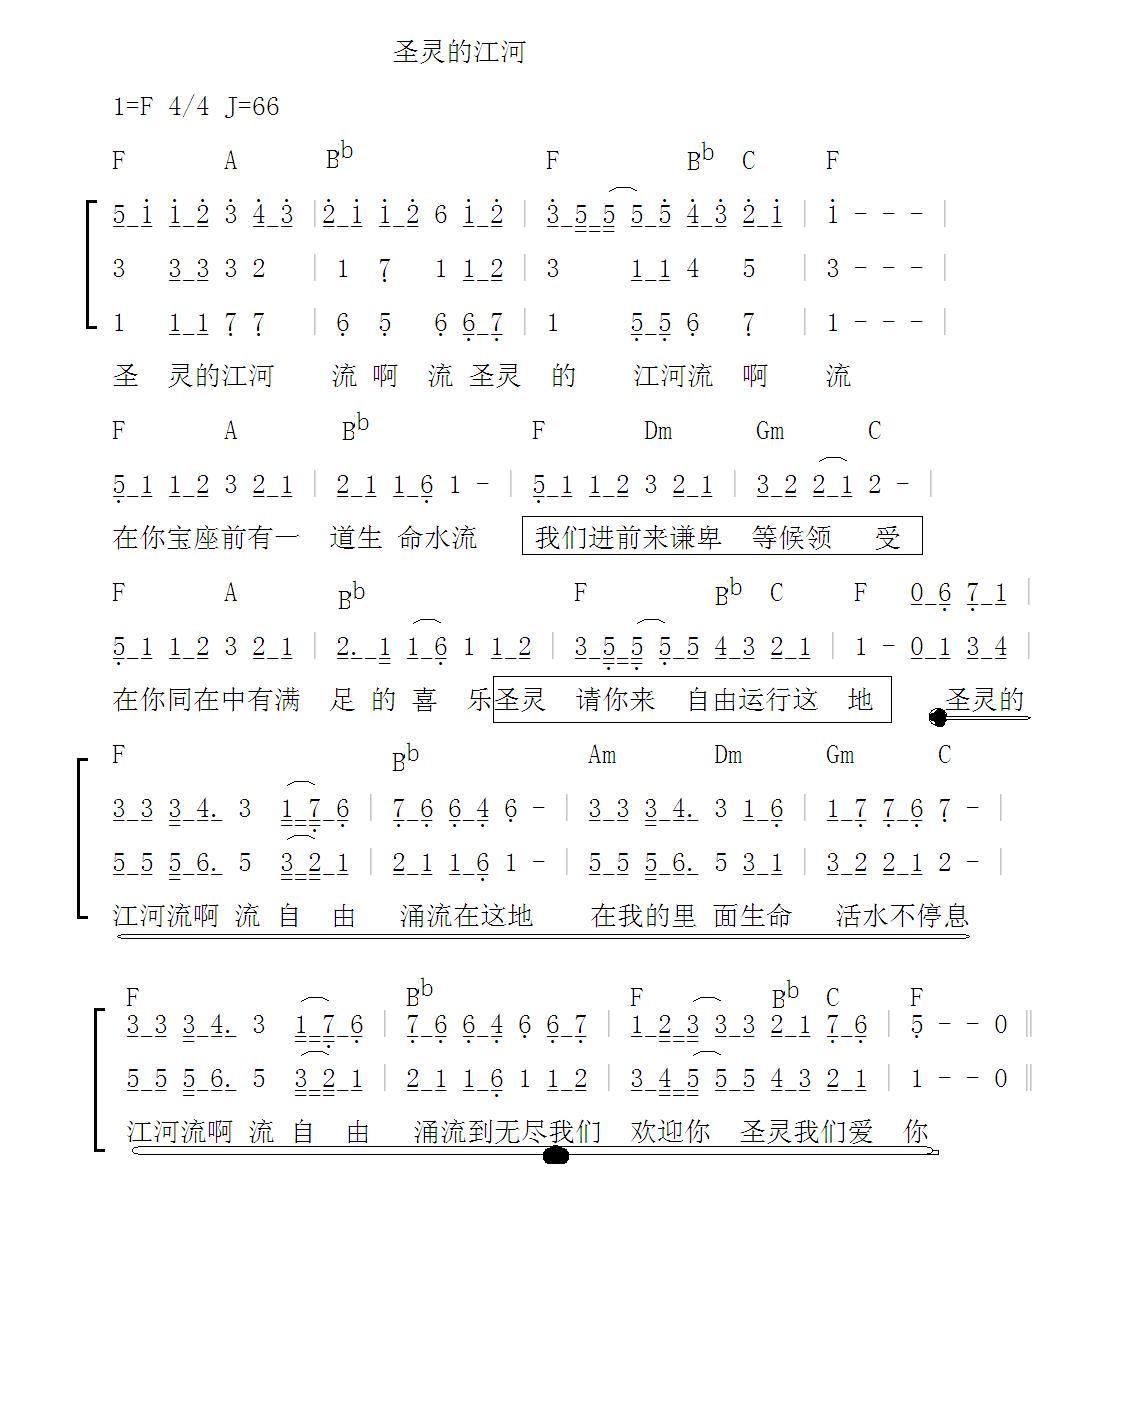 圣灵的江河
1=F 4/4 J=66
F A Bb F Bb C F
5 1 1 2 3 4 3 | 2 1 1 2 6 1 2 | 3 5 5 5 5 4 3 2 1 | 1 - - - |
3 3 3 3 2 | 1 7 1 1 2 | 3 1 1 4 5 | 3 - - - |
1 1 1 7 7 | 6 5 6 6 7 | 1 5 5 6 7 | 1 - - - |
圣 灵的江河 流 啊 流 圣灵 的 江河流 啊 流
F A Bb F Dm Gm C
5 1 1 2 3 2 1 | 2 1 1 6 1 - | 5 1 1 2 3 2 1 | 3 2 2 1 2 - |
在你宝座前有一 道生 命水流 我们进前来谦卑 等候领 受
F A Bb F Bb C F 0 6 7 1 |
5 1 1 2 3 2 1 | 2. 1 1 6 1 1 2 | 3 5 5 5 5 4 3 2 1 | 1 - 0 1 3 4 |
在你同在中有满 足 的 喜 乐圣灵 请你来 自由运行这 地 圣灵的
F Bb Am Dm Gm C
3 3 3 4. 3 1 7 6 | 7 6 6 4 6 - | 3 3 3 4. 3 1 6 | 1 7 7 6 7 - |
5 5 5 6. 5 3 2 1 | 2 1 1 6 1 - | 5 5 5 6. 5 3 1 | 3 2 2 1 2 - |
江河流啊 流 自 由 涌流在这地 在我的里 面生命 活水不停息
F Bb F Bb C F
3 3 3 4. 3 1 7 6 | 7 6 6 4 6 6 7 | 1 2 3 3 3 2 1 7 6 | 5 - - 0 ‖
5 5 5 6. 5 3 2 1 | 2 1 1 6 1 1 2 | 3 4 5 5 5 4 3 2 1 | 1 - - 0 ‖
江河流啊 流 自 由 涌流到无尽我们 欢迎你 圣灵我们爱 你